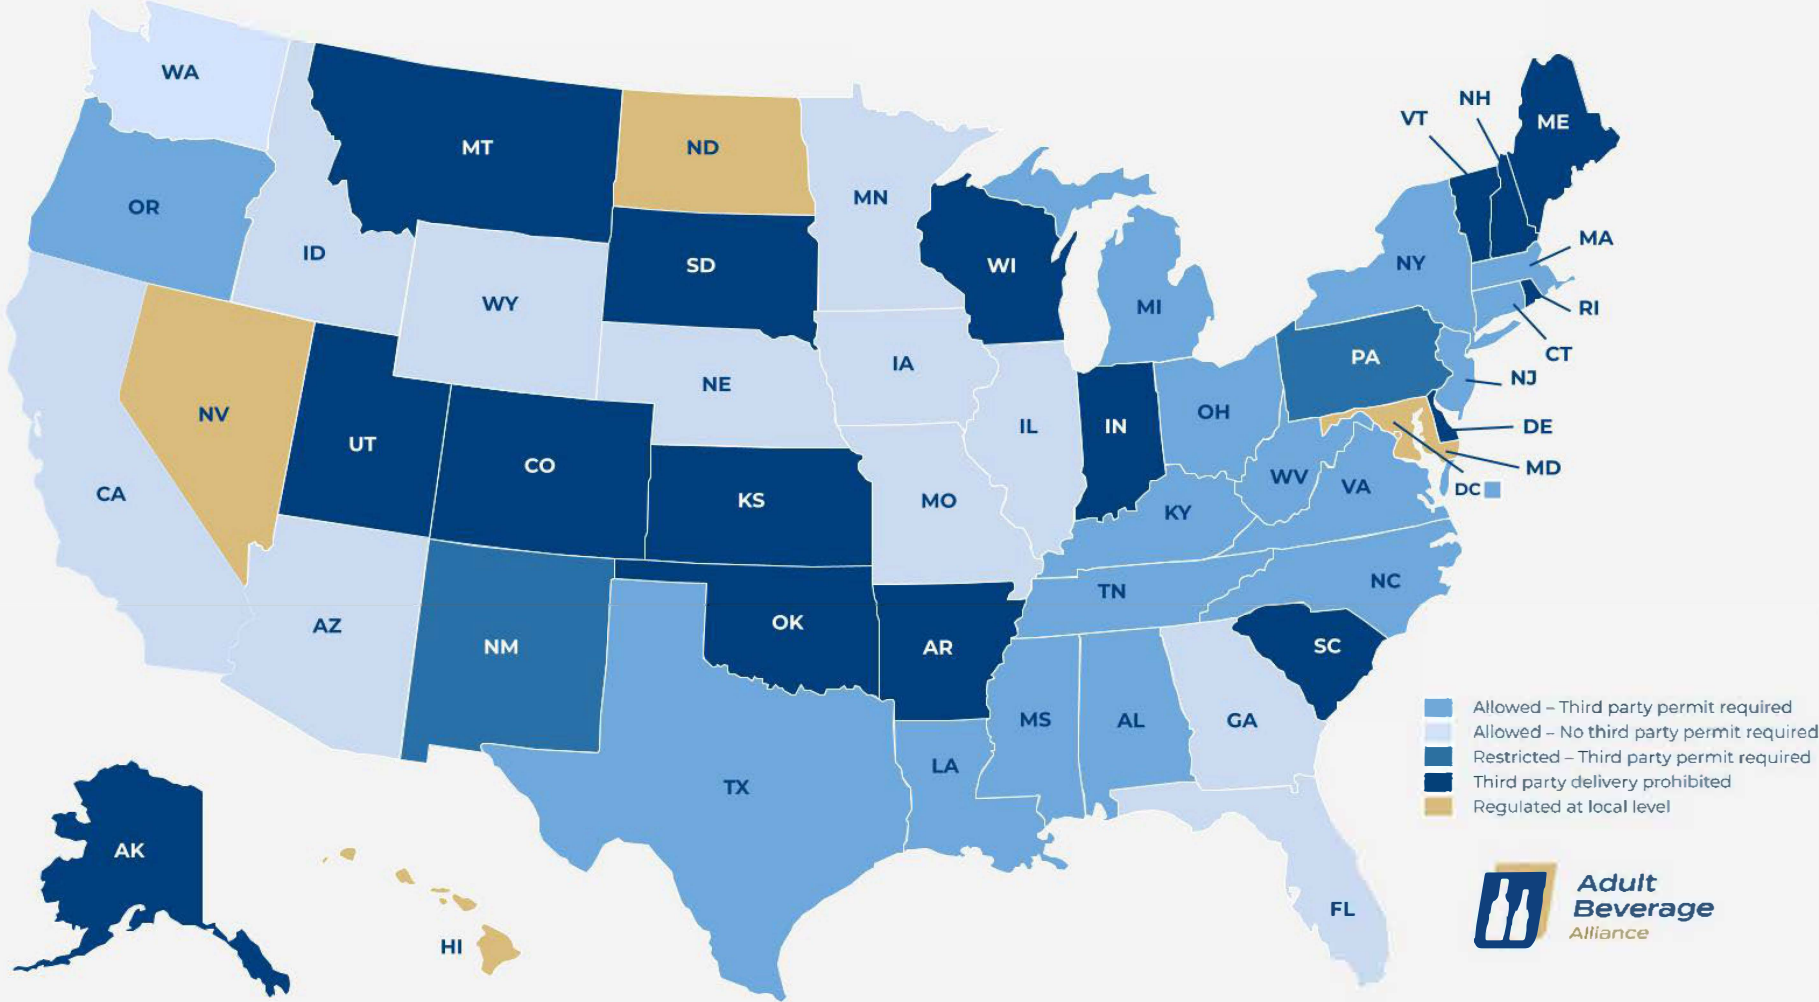 WA
MT
ND
MN
OR
ID
WY
SD
WI
MI
NY
VT
NH
ME
MA
RI
CT
NJ
DE
MD
DC
PA
NV
UT
CO
NE
IA
IL
IN
OH
WV
VA
CA
KS
MO
KY
AZ
NM
OK
AR
TN
NC
SC
TX
LA
MS
AL
GA
FL
AK
HI
Allowed – Third party permit required
Allowed – No third party permit required
Restricted – Third party permit required
Third party delivery prohibited
Regulated at local level
Adult
Beverage
Alliance